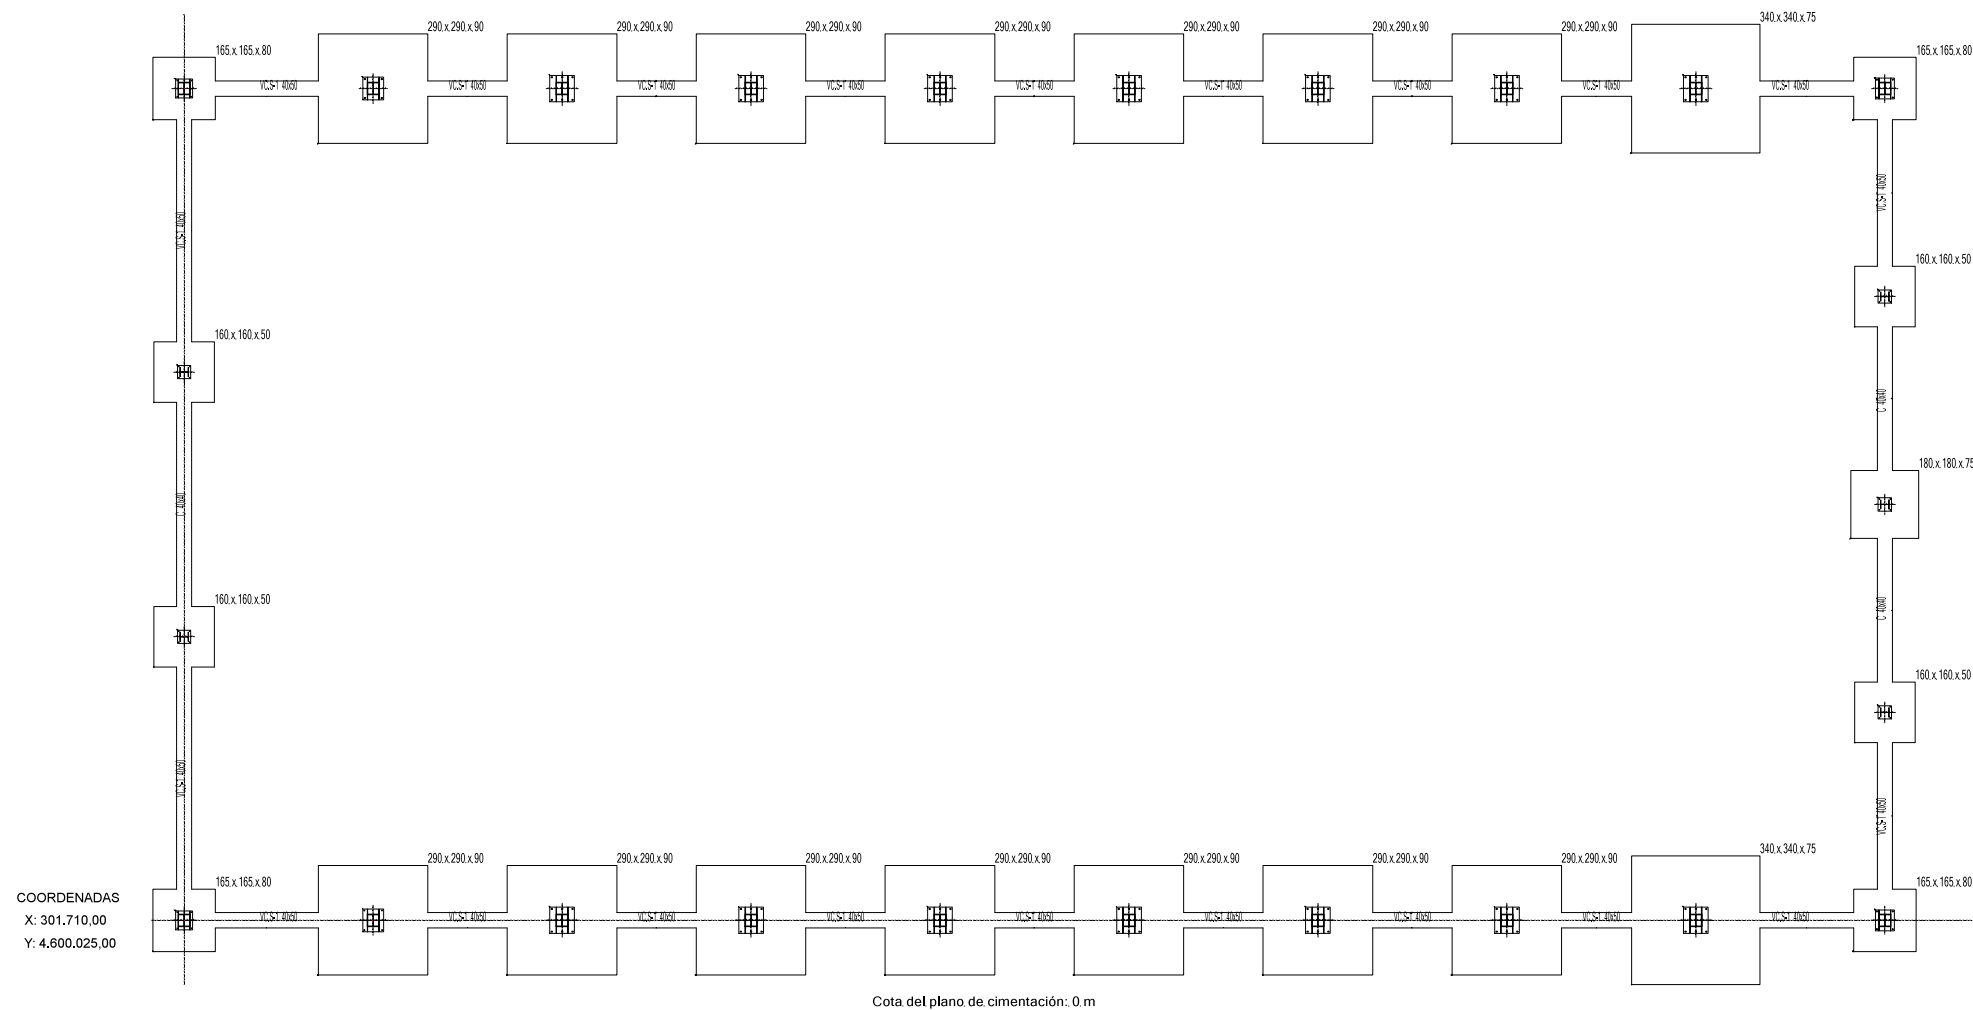 340 x 340 x 75
290 x 290 x 90 290 x 290 x 90 290 x 290 x 90 290 x 290 x 90 290 x 290 x 90 290 x 290 x 90 290 x 290 x 90
165 x 165 x 80 165 x 165 x 80
VC.S-1 40x50 VC.S-1 40x50 VC.S-1 40x50 VC.S-1 40x50 VC.S-1 40x50 VC.S-1 40x50 VC.S-1 40x50 VC.S-1 40x50 VC.S-1 40x50
VC.S-1 40x50
VC.S-1 40x50
160 x 160 x 50
160 x 160 x 50
C 40x40
180 x 180 x 75
C 40x40
160 x 160 x 50
C 40x40
160 x 160 x 50
VC.S-1 40x50
VC.S-1 40x50
340 x 340 x 75
290 x 290 x 90 290 x 290 x 90 290 x 290 x 90 290 x 290 x 90 290 x 290 x 90 290 x 290 x 90 290 x 290 x 90
165 x 165 x 80 165 x 165 x 80
VC.S-1 40x50 VC.S-1 40x50 VC.S-1 40x50 VC.S-1 40x50 VC.S-1 40x50 VC.S-1 40x50 VC.S-1 40x50 VC.S-1 40x50 VC.S-1 40x50
COORDENADAS
X: 301.710,00
Y: 4.600.025,00
Cota del plano de cimentación: 0 m